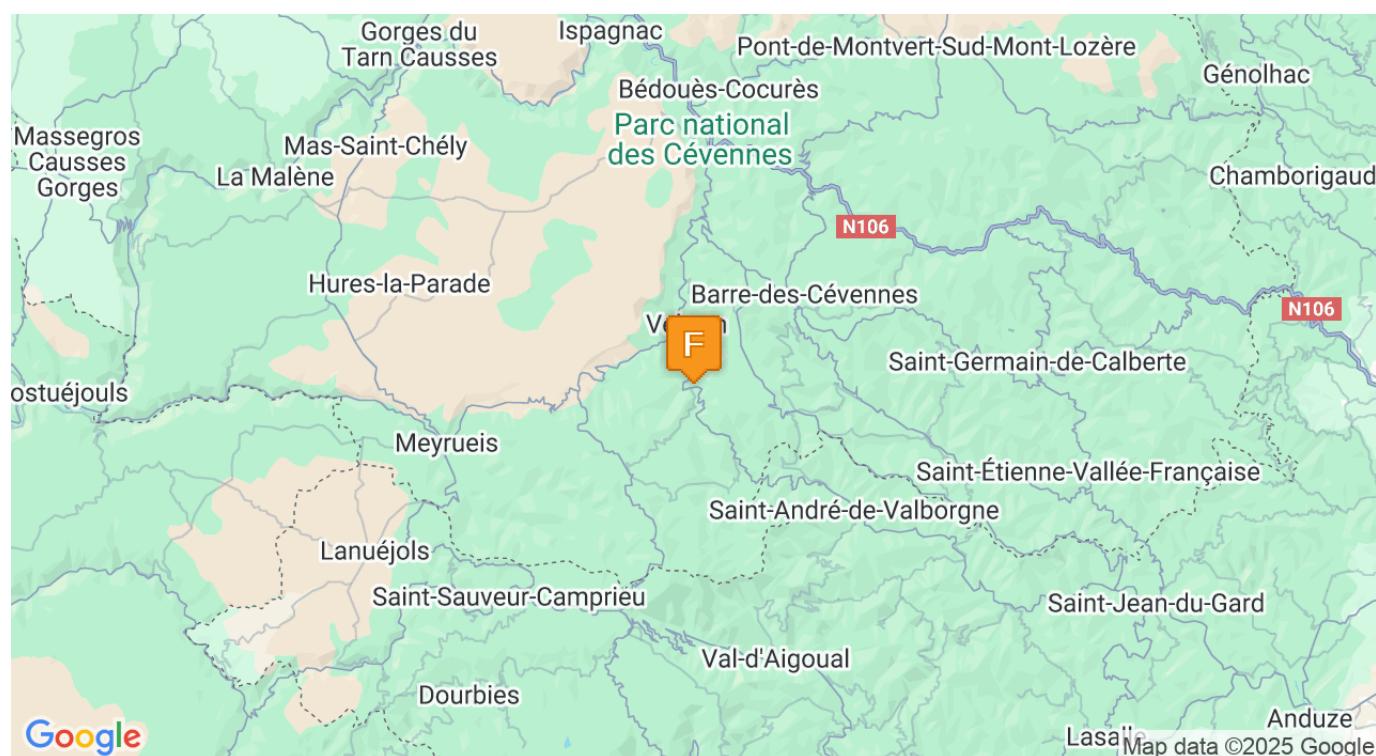 Gorges du
Tarn Causses
Ispagnac
Pont-de-Montvert-Sud-Mont-Lozère
Génolhac
Bédouès-Cocurès
Parc national
des Cévennes
Massegros
Causses
Gorges
Mas-Saint-Chély
La Malène
Chamborigaud
N106
Hures-la-Parade
Barre-des-Cévennes
N106
F
Saint-Germain-de-Calberte
ostuéjouls
Meyrueis
Saint-Étienne-Vallée-Française
Saint-André-de-Valborgne
Lanuéjols
Saint-Sauveur-Camprieu
Saint-Jean-du-Gard
Val-d'Aigoual
Dourbies
Anduze
Google
Map data ©2025 Google